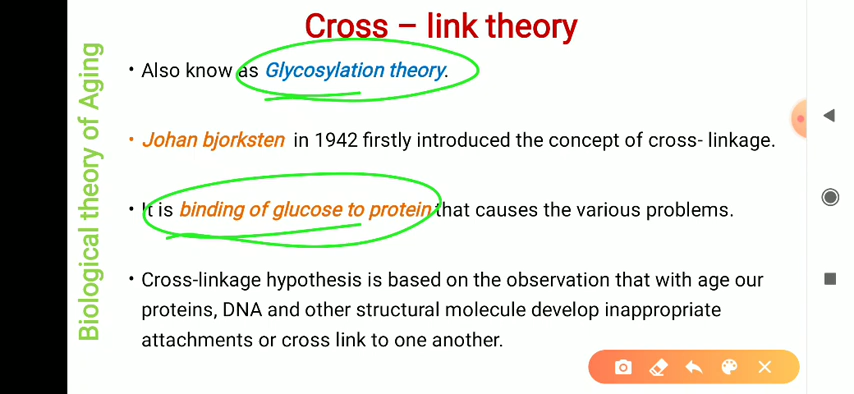 Cross – link theory
Biological theory of Aging
• Also know as Glycosylation theory.
• Johan bjorksten in 1942 firstly introduced the concept of cross- linkage.
• It is binding of glucose to protein that causes the various problems.
• Cross-linkage hypothesis is based on the observation that with age our
proteins, DNA and other structural molecule develop inappropriate
attachments or cross link to one another.